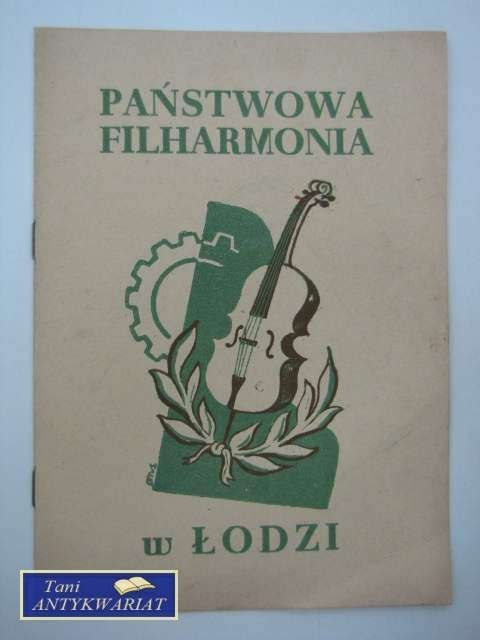 PAŃSTWOWA
FILHARMONIA
w ŁODZI
Tani
ANTYKWARIAT